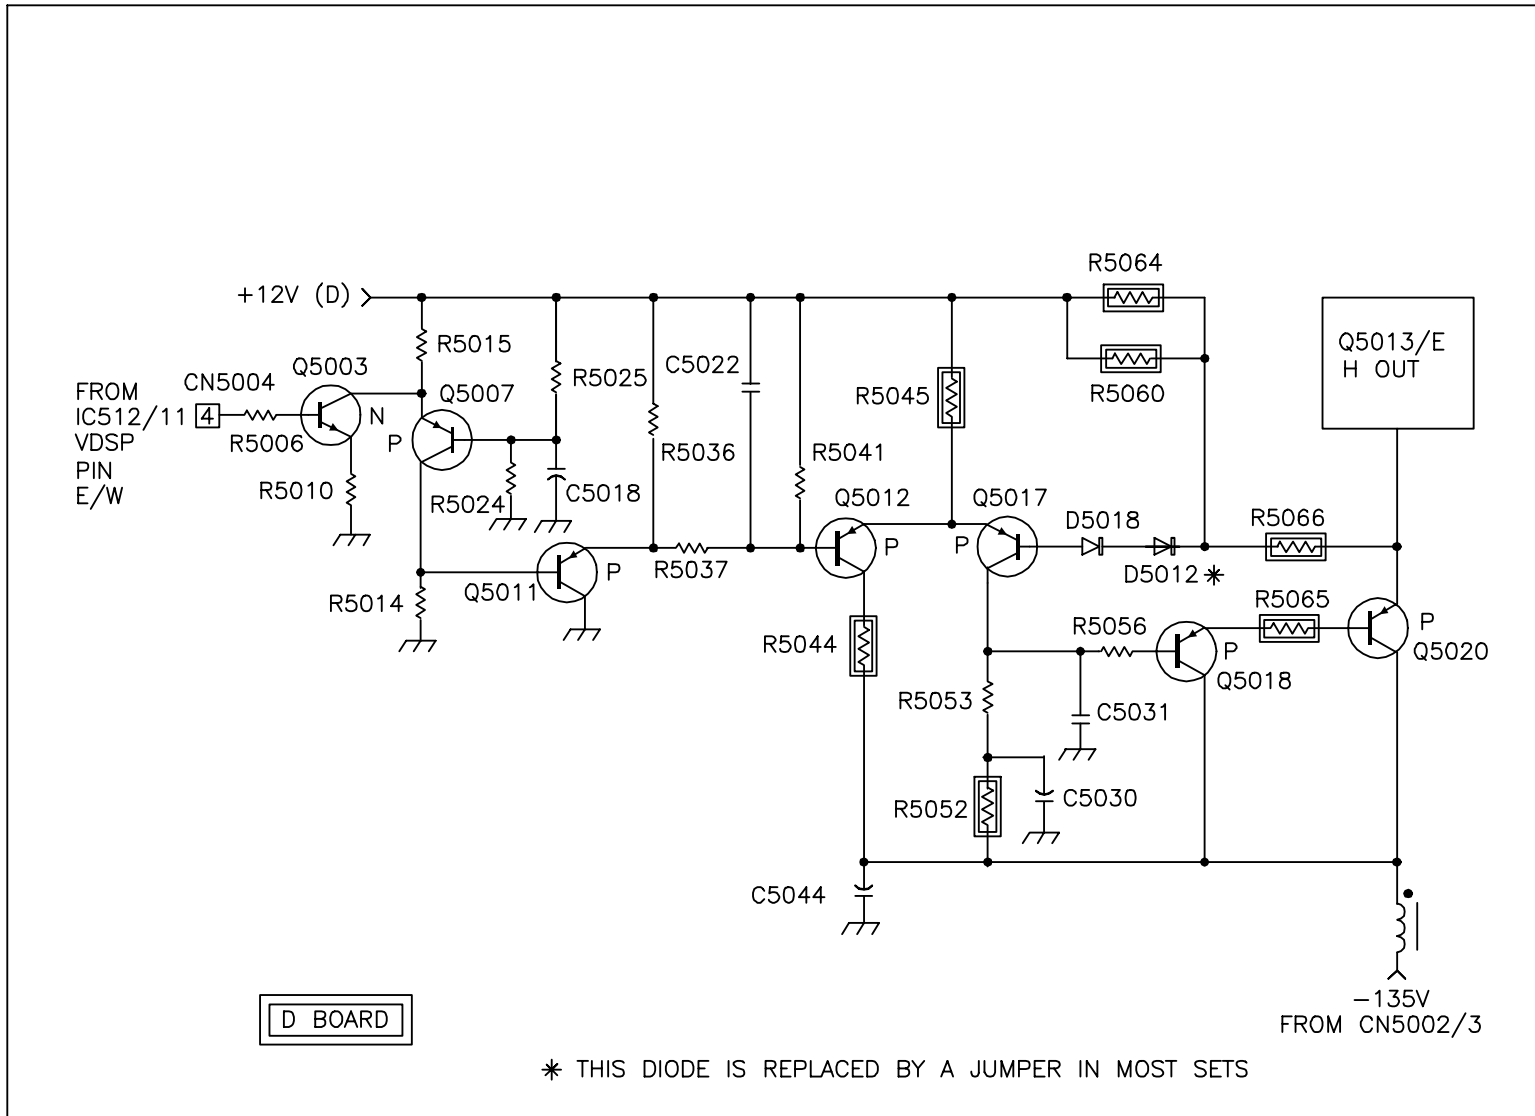 R5064
+12V (D)
Q5013/E
H OUT
R5015
Q5003
C5022
CN5004
Q5007
R5025
R5045
R5060
FROM
IC512/11
VDSP
PIN
E/W
4
N
R5006
P
R5036
R5041
R5010
R5024
C5018
Q5012
Q5017
D5018
R5066
P
P
R5037
D5012*
Q5011
P
R5014
R5065
R5056
P
Q5020
R5044
P
Q5018
R5053
C5031
R5052
C5030
C5044
-135V
FROM CN5002/3
D BOARD
* THIS DIODE IS REPLACED BY A JUMPER IN MOST SETS